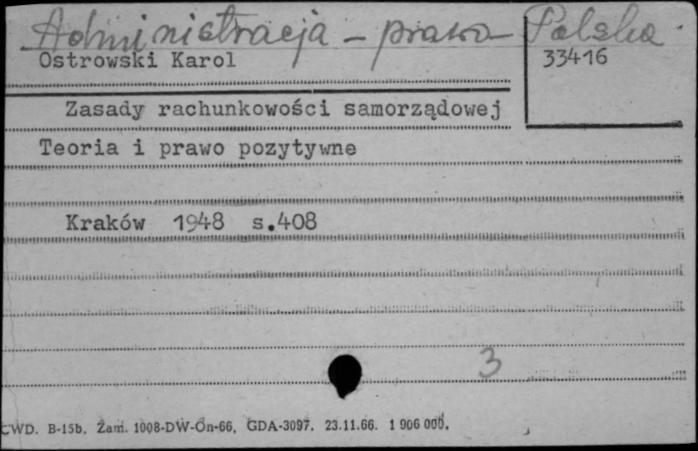 Administracja - prawo Polska
Ostrowski Karol
33416
Zasady rachunkowości samorządowej
Teoria i prawo pozytywne
Kraków 1948 s.408
3
CWD. B-15b, Zam. 1008-DW-On-66, GDA-3097. 23.11.66. 1 906 000.